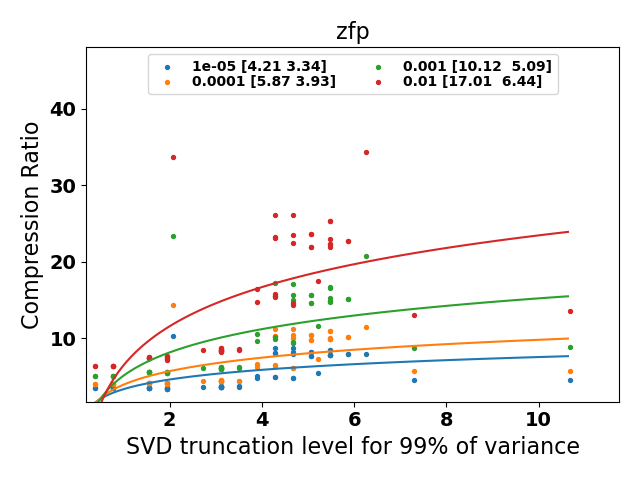 zfp
1e-05 [4.21 3.34]
0.0001 [5.87 3.93]
0.001 [10.12  5.09]
0.01 [17.01  6.44]
Compression Ratio
40
30
20
10
2 4 6 8 10
SVD truncation level for 99% of variance